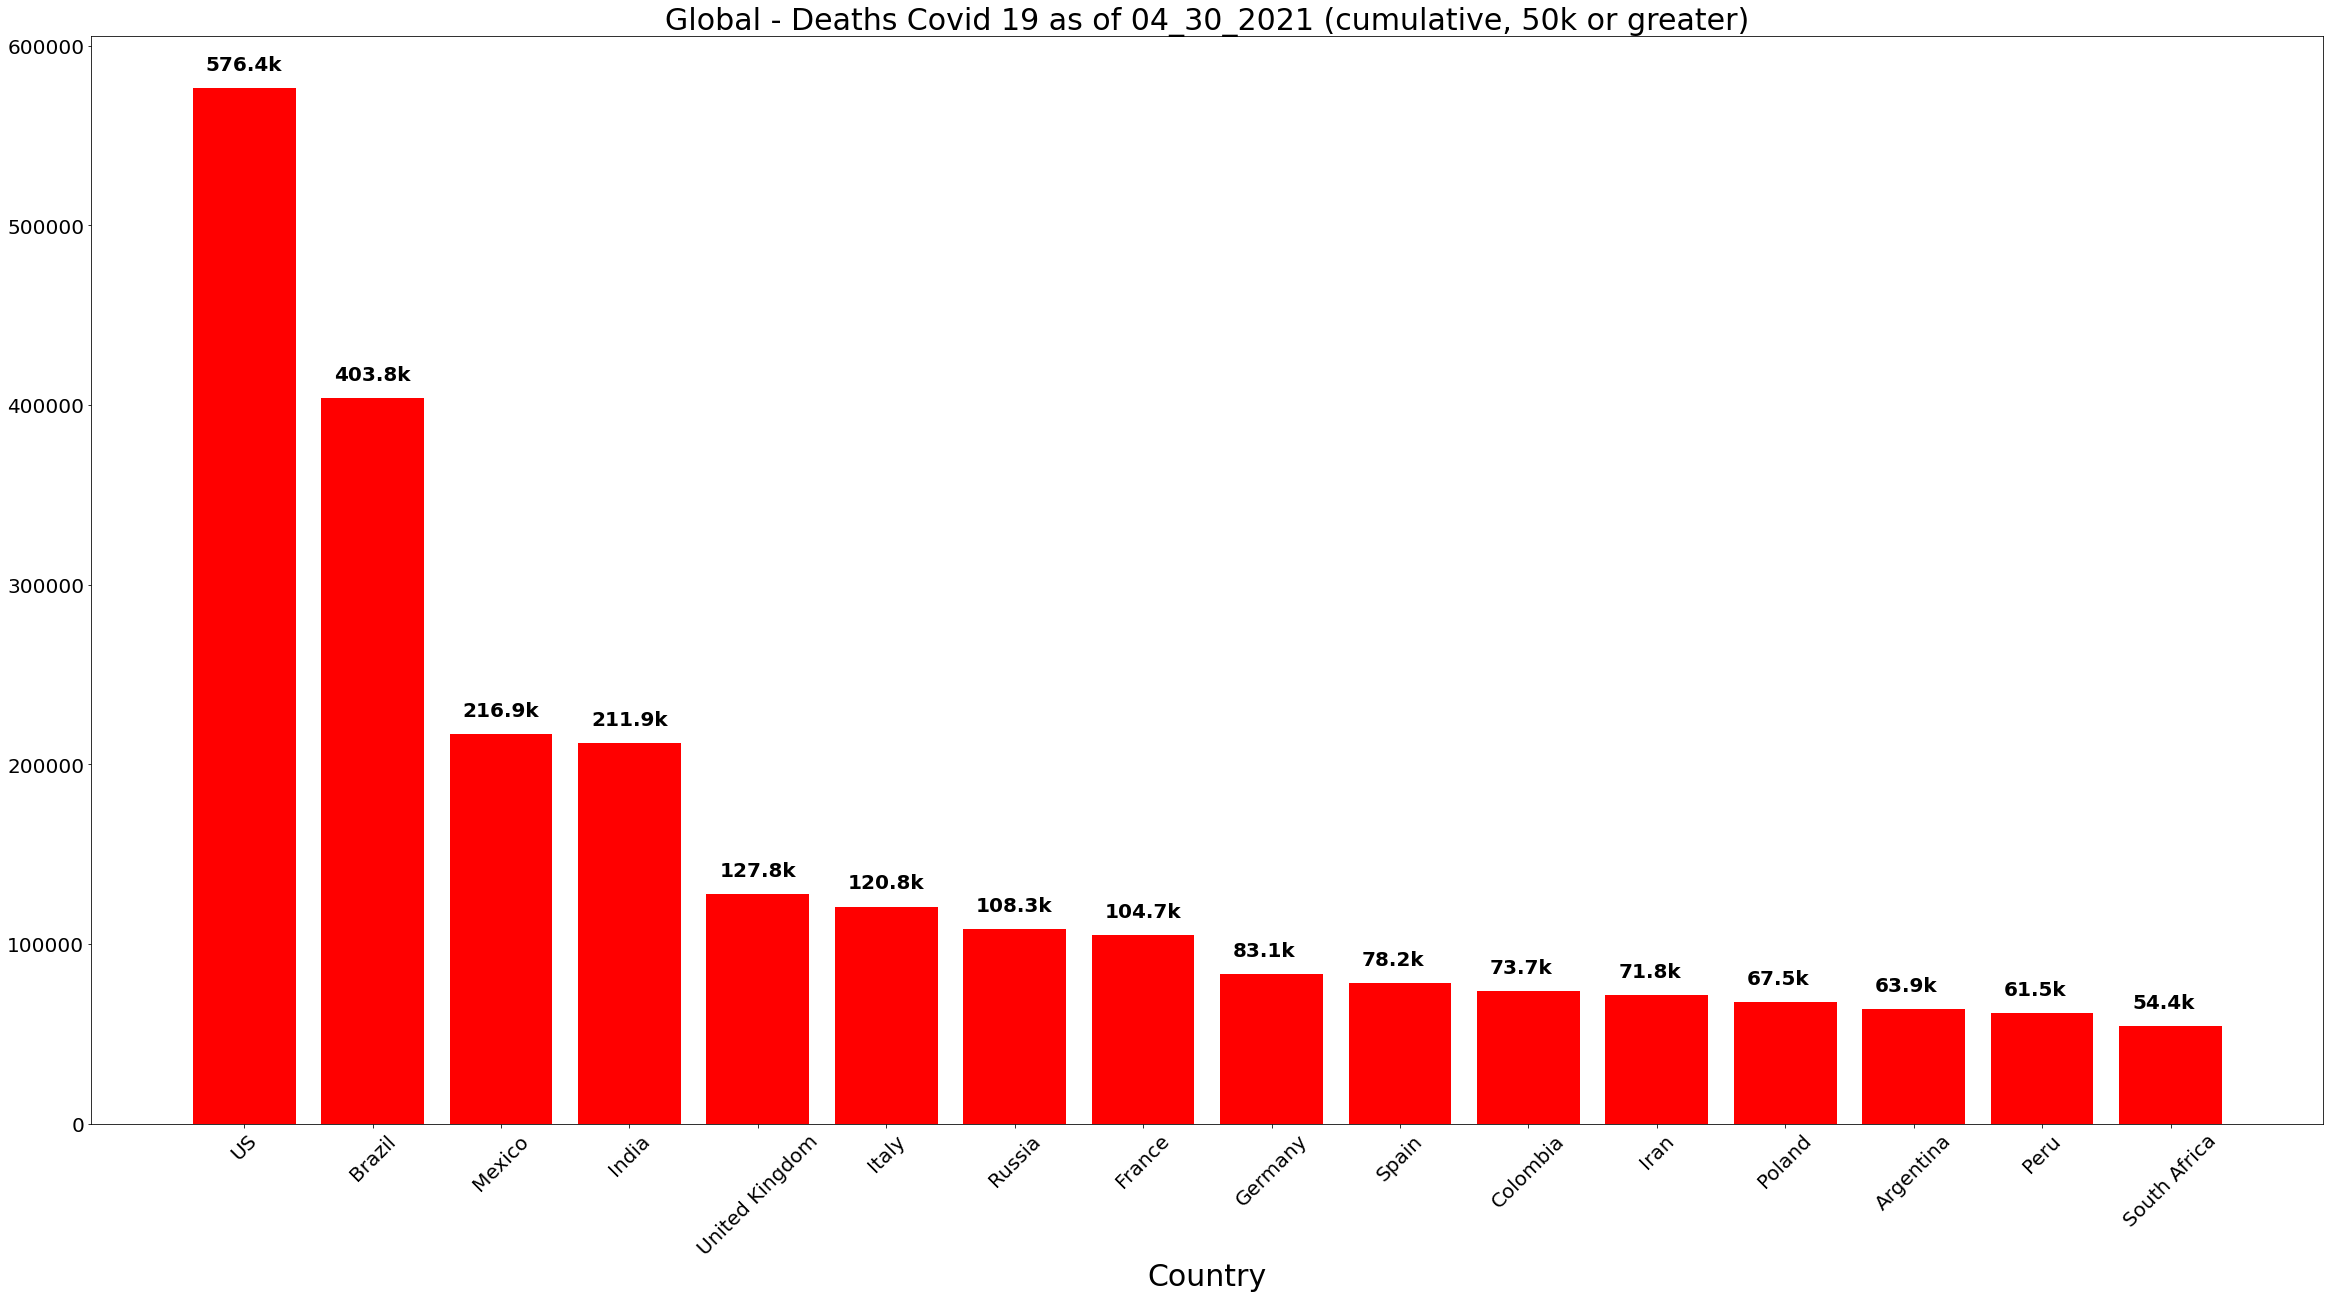 Global - Deaths Covid 19 as of 04_30_2021 (cumulative, 50k or greater)
600000
500000
400000
300000
200000
100000
0
576.4k
403.8k
216.9k
211.9k
127.8k
120.8k
108.3k
104.7k
83.1k
78.2k
73.7k
71.8k
67.5k
63.9k
61.5k
54.4k
US
Brazil
Mexico
India
United Kingdom
Italy
Russia
France
Germany
Spain
Colombia
Iran
Poland
Argentina
Peru
South Africa
Country